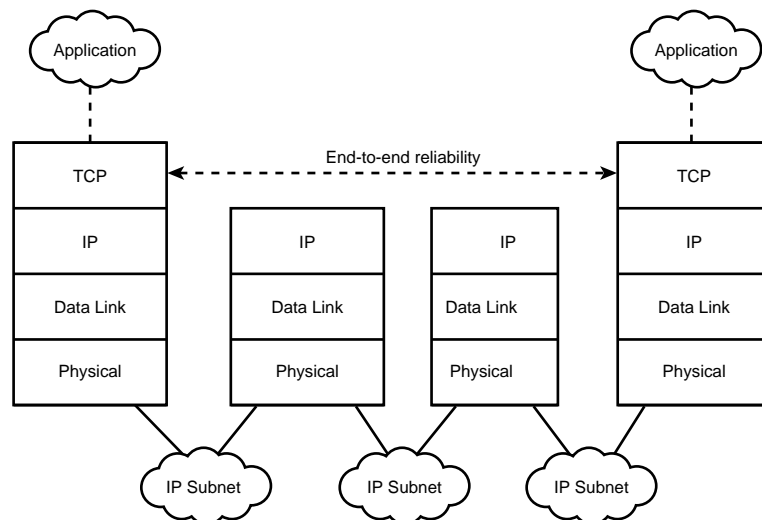 Application
Application
End-to-end reliability
TCP
TCP
IP
IP
IP
IP
Data Link
Data Link
Data Link
Data Link
Physical
Physical
Physical
Physical
IP Subnet
IP Subnet
IP Subnet